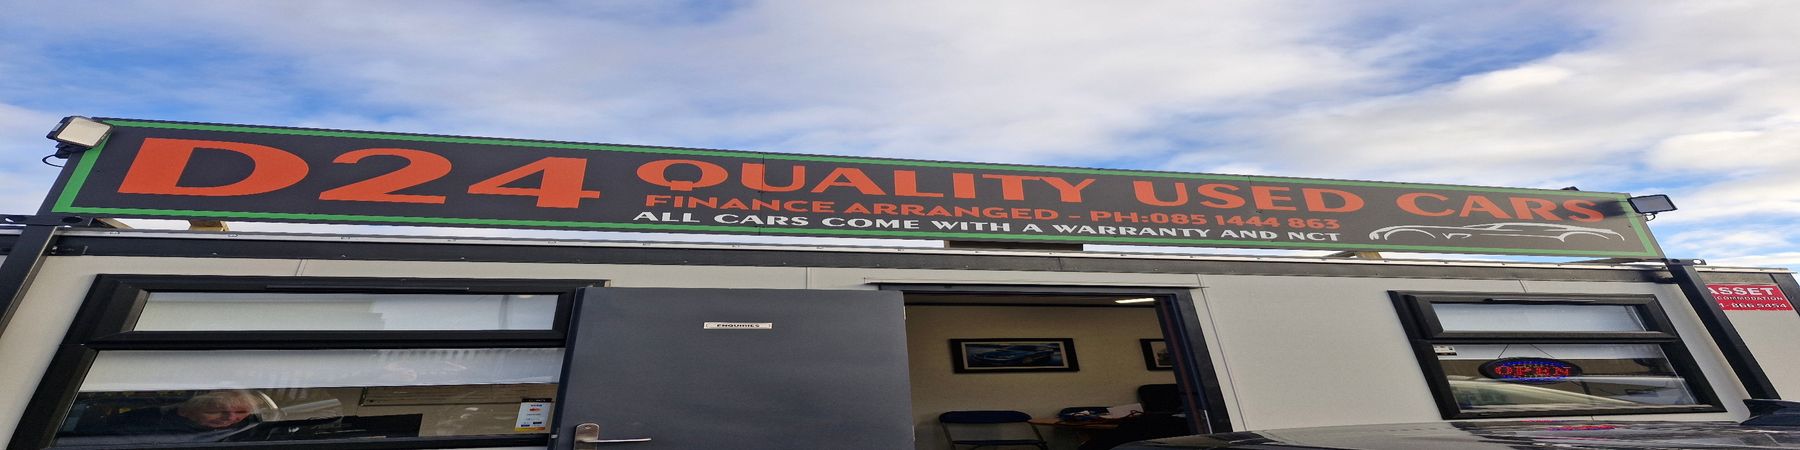 D24 QUALITY USED CARS
FINANCE ARRANGED - PH:085 1444 863
ALL CARS COME WITH A WARRANTY AND NCT
ENQUIRIES
OPEN
ASSET